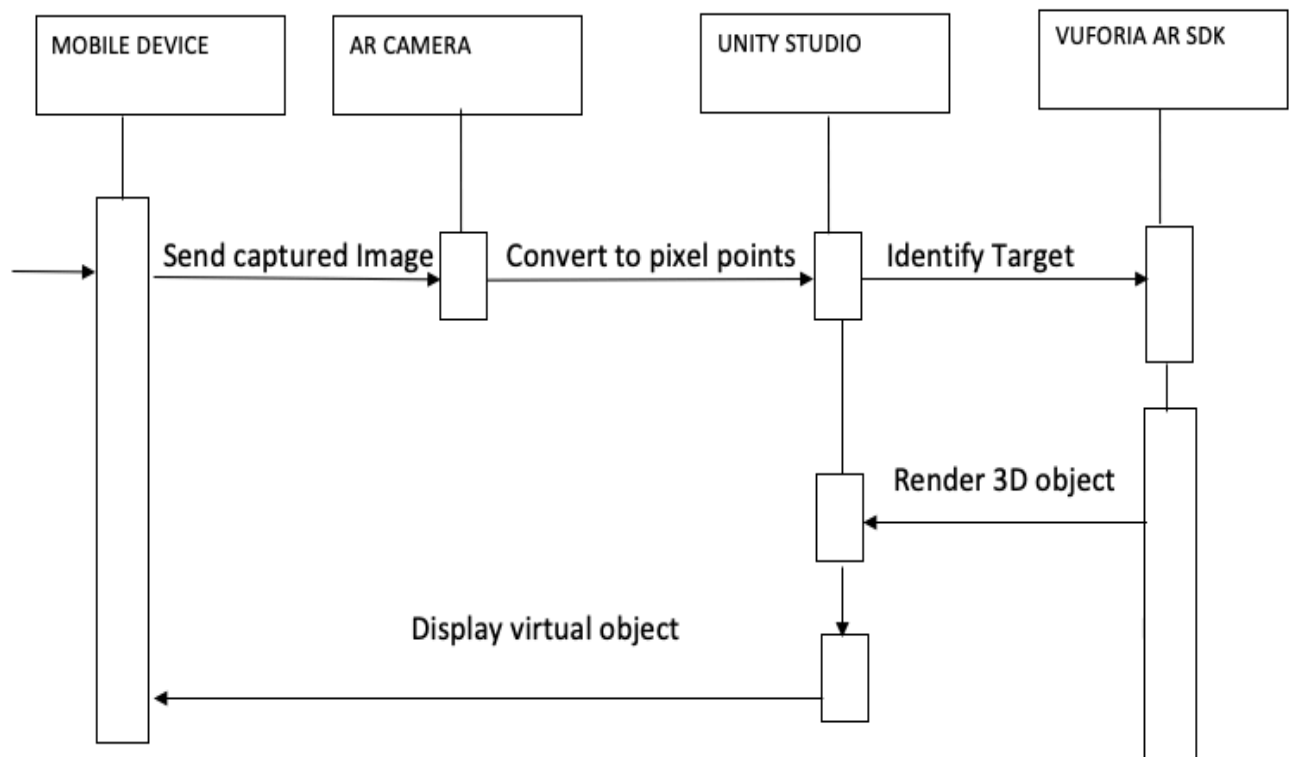 MOBILE DEVICE
AR CAMERA
UNITY STUDIO
VUFORIA AR SDK
Send captured Image
Convert to pixel points
Identify Target
Render 3D object
Display virtual object